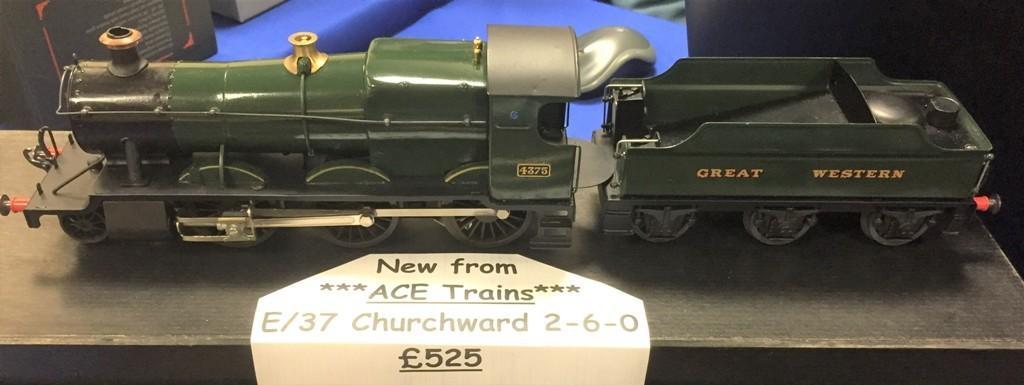 4375
GREAT WESTERN
New from
***ACE Trains***
E/37 Churchward 2-6-0
£525